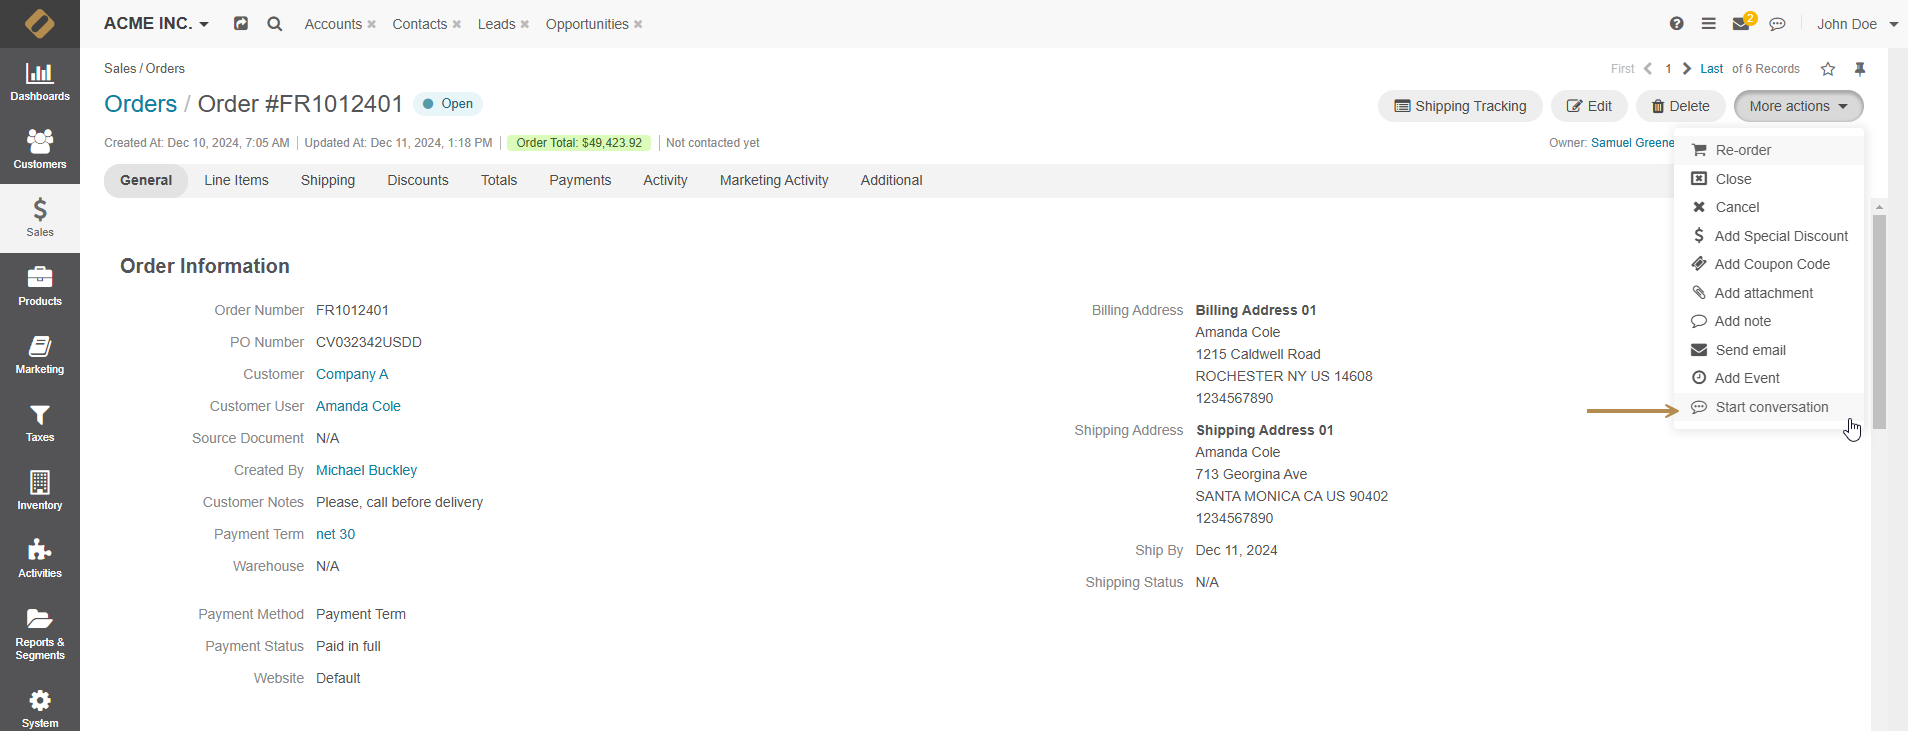 ACME INC.
Accounts
Contacts
Leads
Opportunities
2
John Doe
Dashboards
Customers
Sales
Products
Marketing
Taxes
Inventory
Activities
Reports &
Segments
System
Sales / Orders
First 1 Last of 6 Records
Orders / Order #FR1012401 Open
Shipping Tracking
Edit
Delete
More actions
Created At: Dec 10, 2024, 7:05 AM
Updated At: Dec 11, 2024, 1:18 PM
Order Total: $49,423.92
Not contacted yet
Owner: Samuel Greene
General
Line Items
Shipping
Discounts
Totals
Payments
Activity
Marketing Activity
Additional
Re-order
Close
Cancel
Add Special Discount
Add Coupon Code
Add attachment
Add note
Send email
Add Event
Start conversation
Order Information
Order Number FR1012401
PO Number CV032342USDD
Customer Company A
Customer User Amanda Cole
Source Document N/A
Created By Michael Buckley
Customer Notes Please, call before delivery
Payment Term net 30
Warehouse N/A
Payment Method Payment Term
Payment Status Paid in full
Website Default
Billing Address Billing Address 01
Amanda Cole
1215 Caldwell Road
ROCHESTER NY US 14608
1234567890
Shipping Address Shipping Address 01
Amanda Cole
713 Georgina Ave
SANTA MONICA CA US 90402
1234567890
Ship By Dec 11, 2024
Shipping Status N/A